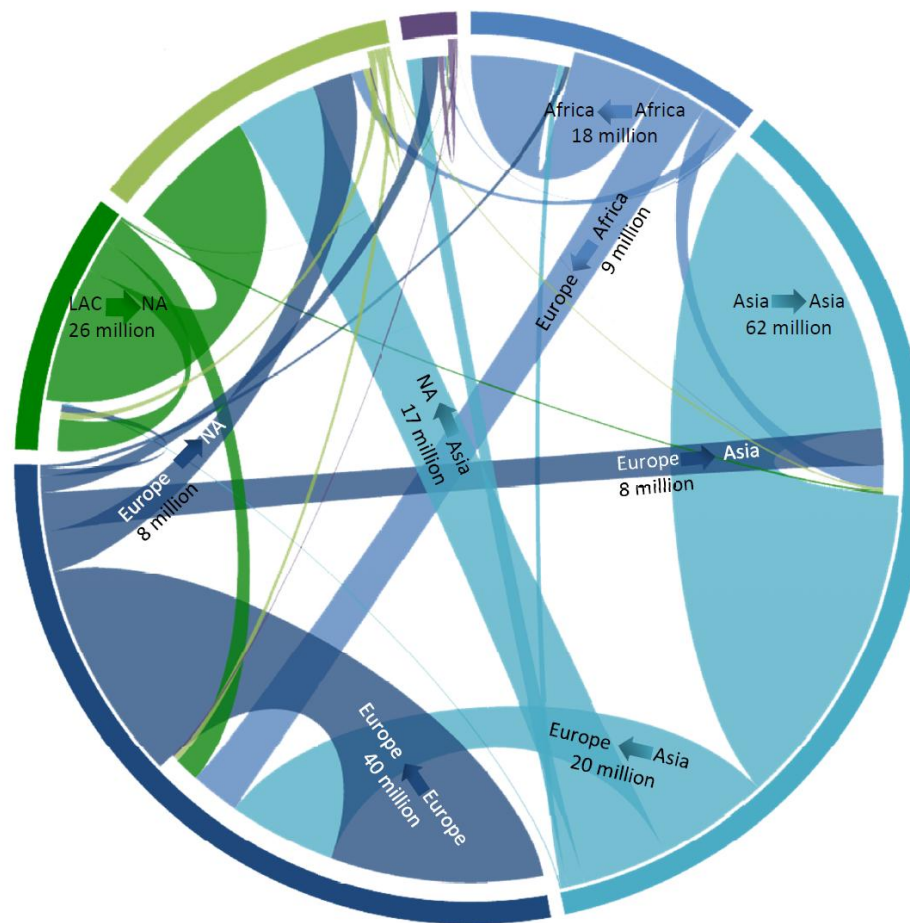 Africa Africa
18 million
Africa
Europe
9 million
LAC NA
26 million
Asia Asia
62 million
NA
Asia
17 million
Europe NA
8 million
Europe Asia
8 million
Europe Asia
20 million
Europe
Europe
40 million